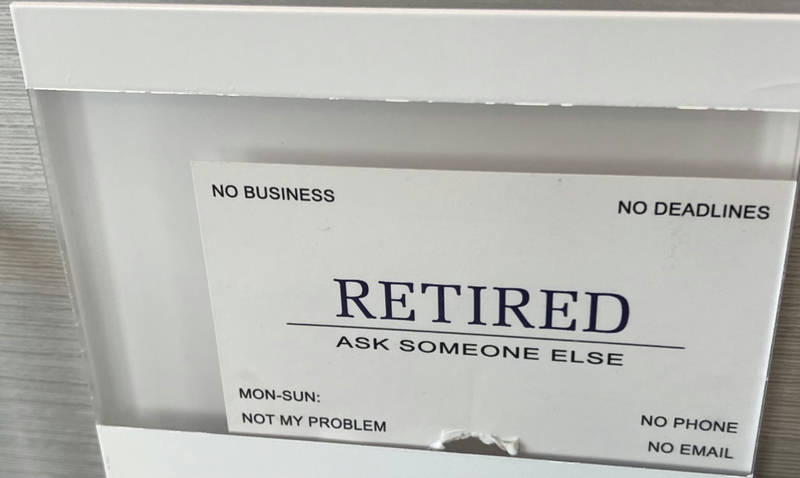 NO BUSINESS
NO DEADLINES
RETIRED
ASK SOMEONE ELSE
MON-SUN:
NOT MY PROBLEM
NO PHONE
NO EMAIL